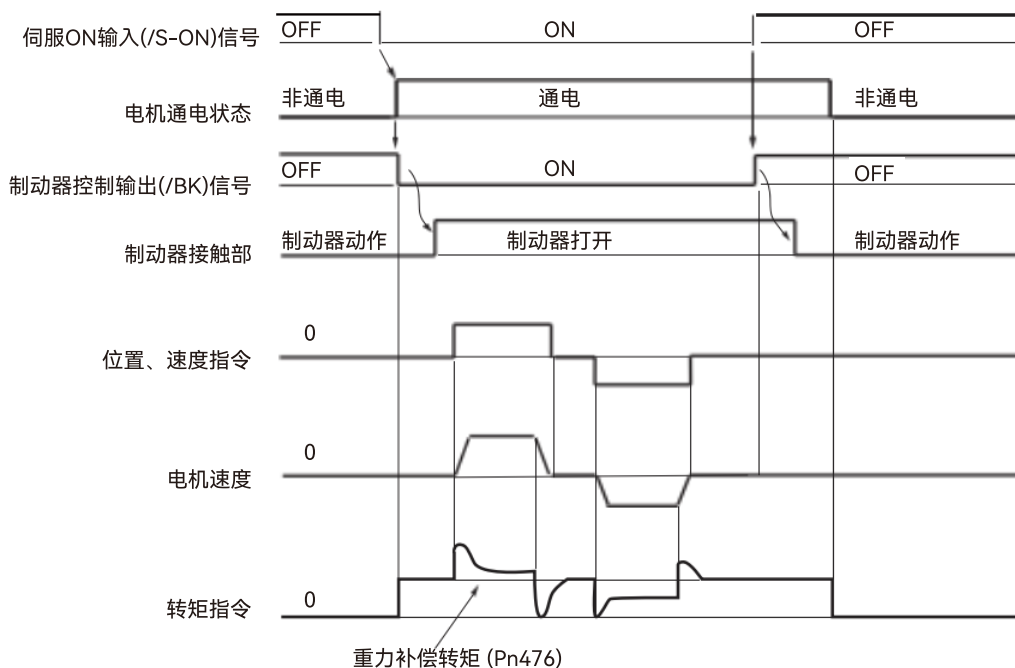 伺服ON输入(/S-ON)信号 OFF ON OFF
电机通电状态 非通电 通电 非通电
制动器控制输出(/BK)信号 OFF ON OFF
制动器接触部 制动器动作 制动器打开 制动器动作
位置、速度指令 0
电机速度 0
转矩指令 0
重力补偿转矩 (Pn476)